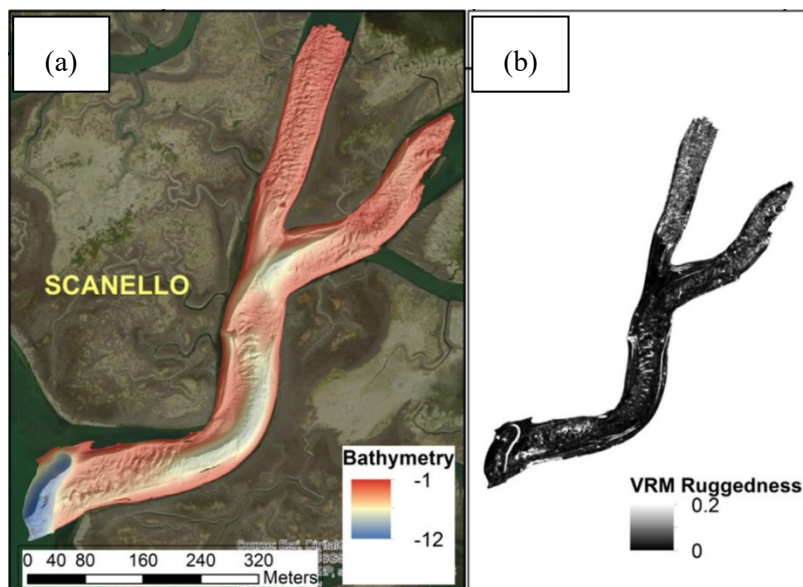 (a)
(b)
SCANELLO
Bathymetry
-1
-12
VRM Ruggedness
0.2
0
0 40 80 160 240 320
Meters